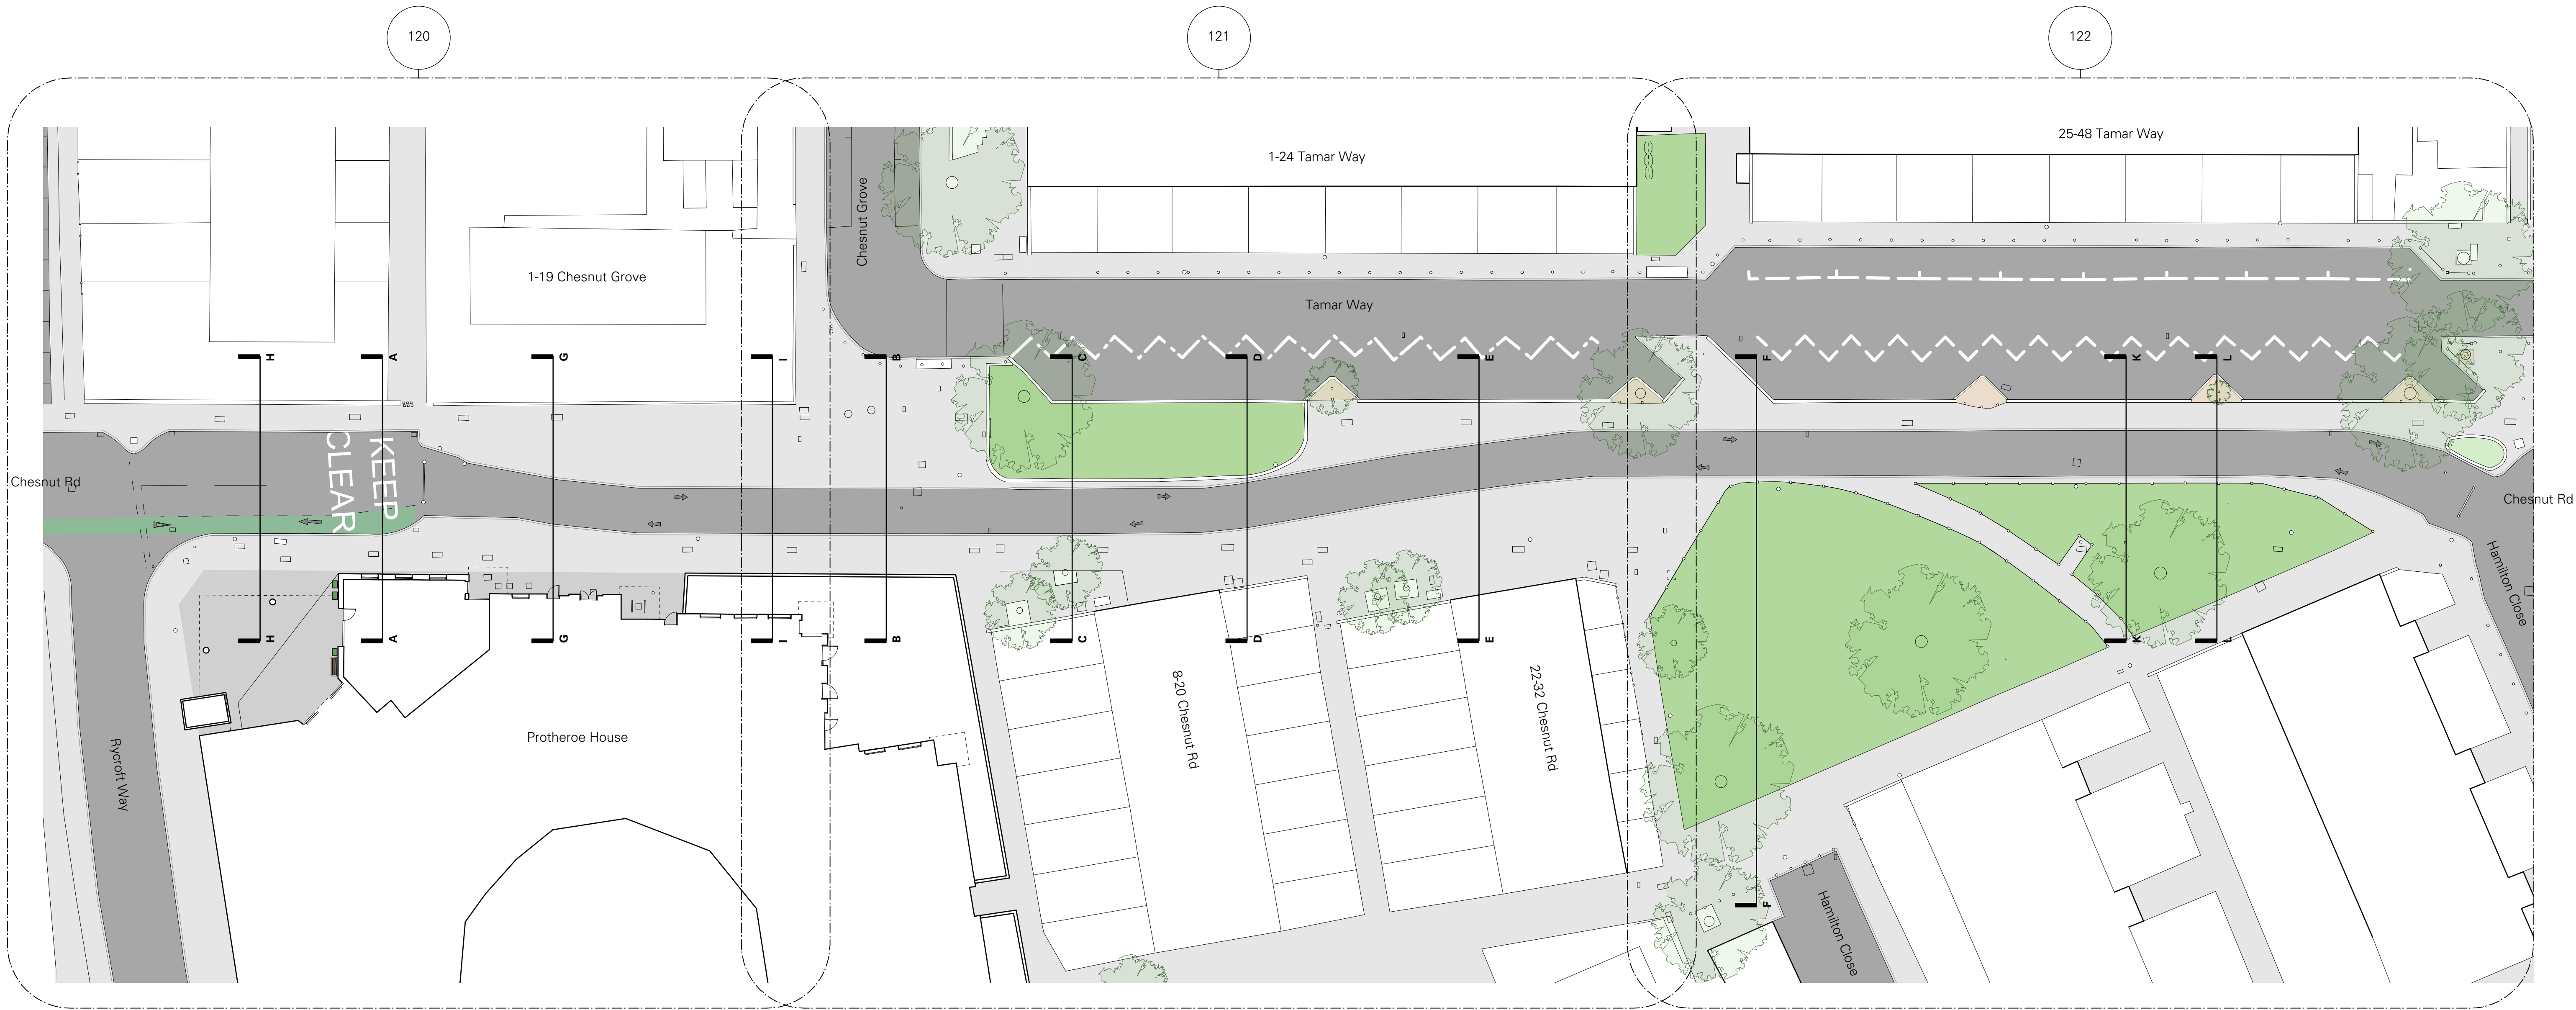 120
121
122
25-48 Tamar Way
1-24 Tamar Way
Chesnut Grove
1-19 Chesnut Grove
Tamar Way
H
A
G
I
B
C
D
E
F
K
L
KEEP
CLEAR
Chesnut Rd
Chesnut Rd
Hamilton Close
H
A
G
I
B
C
D
E
K
L
8-20 Chesnut Rd
22-32 Chesnut Rd
Protheroe House
Rycroft Way
F
Hamilton Close